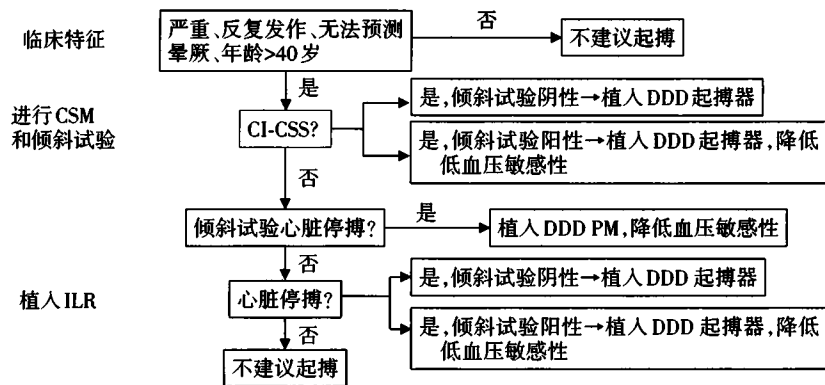 临床特征
严重、反复发作、无法预测
晕厥、年龄>40岁
否
不建议起搏
是
进行CSM
和倾斜试验
CI-CSS?
是,倾斜试验阴性→植入DDD起搏器
是,倾斜试验阳性→植入DDD起搏器,降低
低血压敏感性
否
倾斜试验心脏停搏?
是
植入DDD PM,降低血压敏感性
否
植入ILR
心脏停搏?
是,倾斜试验阴性→植入DDD起搏器
是,倾斜试验阳性→植入DDD起搏器,降低
低血压敏感性
否
不建议起搏